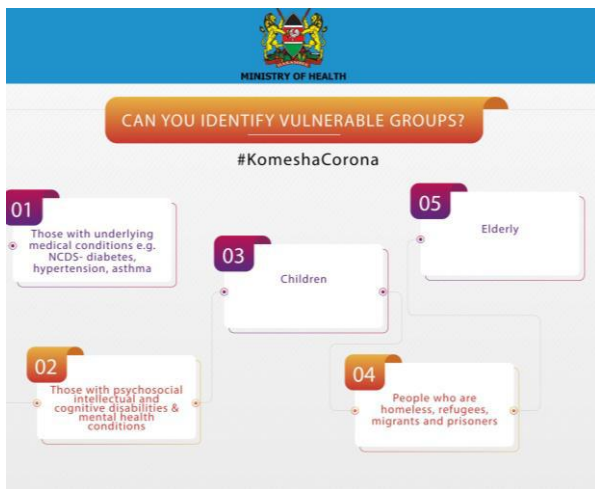 MINISTRY OF HEALTH
CAN YOU IDENTIFY VULNERABLE GROUPS?
#KomeshaCorona
01
Those with underlying
medical conditions e.g.
NCDS- diabetes,
hypertension, asthma
02
Those with psychosocial
intellectual and
cognitive disabilities &
mental health
conditions
03
Children
04
People who are
homeless, refugees,
migrants and prisoners
05
Elderly